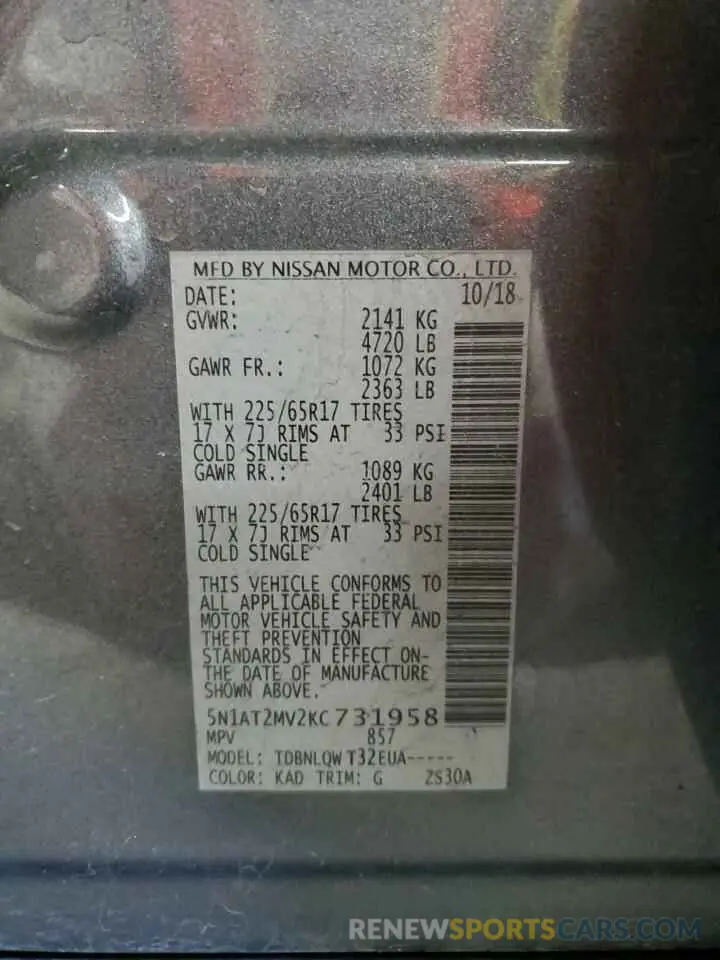 MFD BY NISSAN MOTOR CO., LTD.
DATE: 10/18
GVWR: 2141 KG
4720 LB
GAWR FR.: 1072 KG
2363 LB
WITH 225/65R17 TIRES
17 X 7J RIMS AT 33 PSI
COLD SINGLE
GAWR RR.: 1089 KG
2401 LB
WITH 225/65R17 TIRES
17 X 7J RIMS AT 33 PSI
COLD SINGLE
THIS VEHICLE CONFORMS TO
ALL APPLICABLE FEDERAL
MOTOR VEHICLE SAFETY AND
THEFT PREVENTION
STANDARDS IN EFFECT ON
THE DATE OF MANUFACTURE
SHOWN ABOVE.
5N1AT2MV2KC731958
MPV 857
MODEL: TDBNLQW T32EUA-----
COLOR: KAD TRIM: G 2S30A
RENEWSPORTSCARS.COM